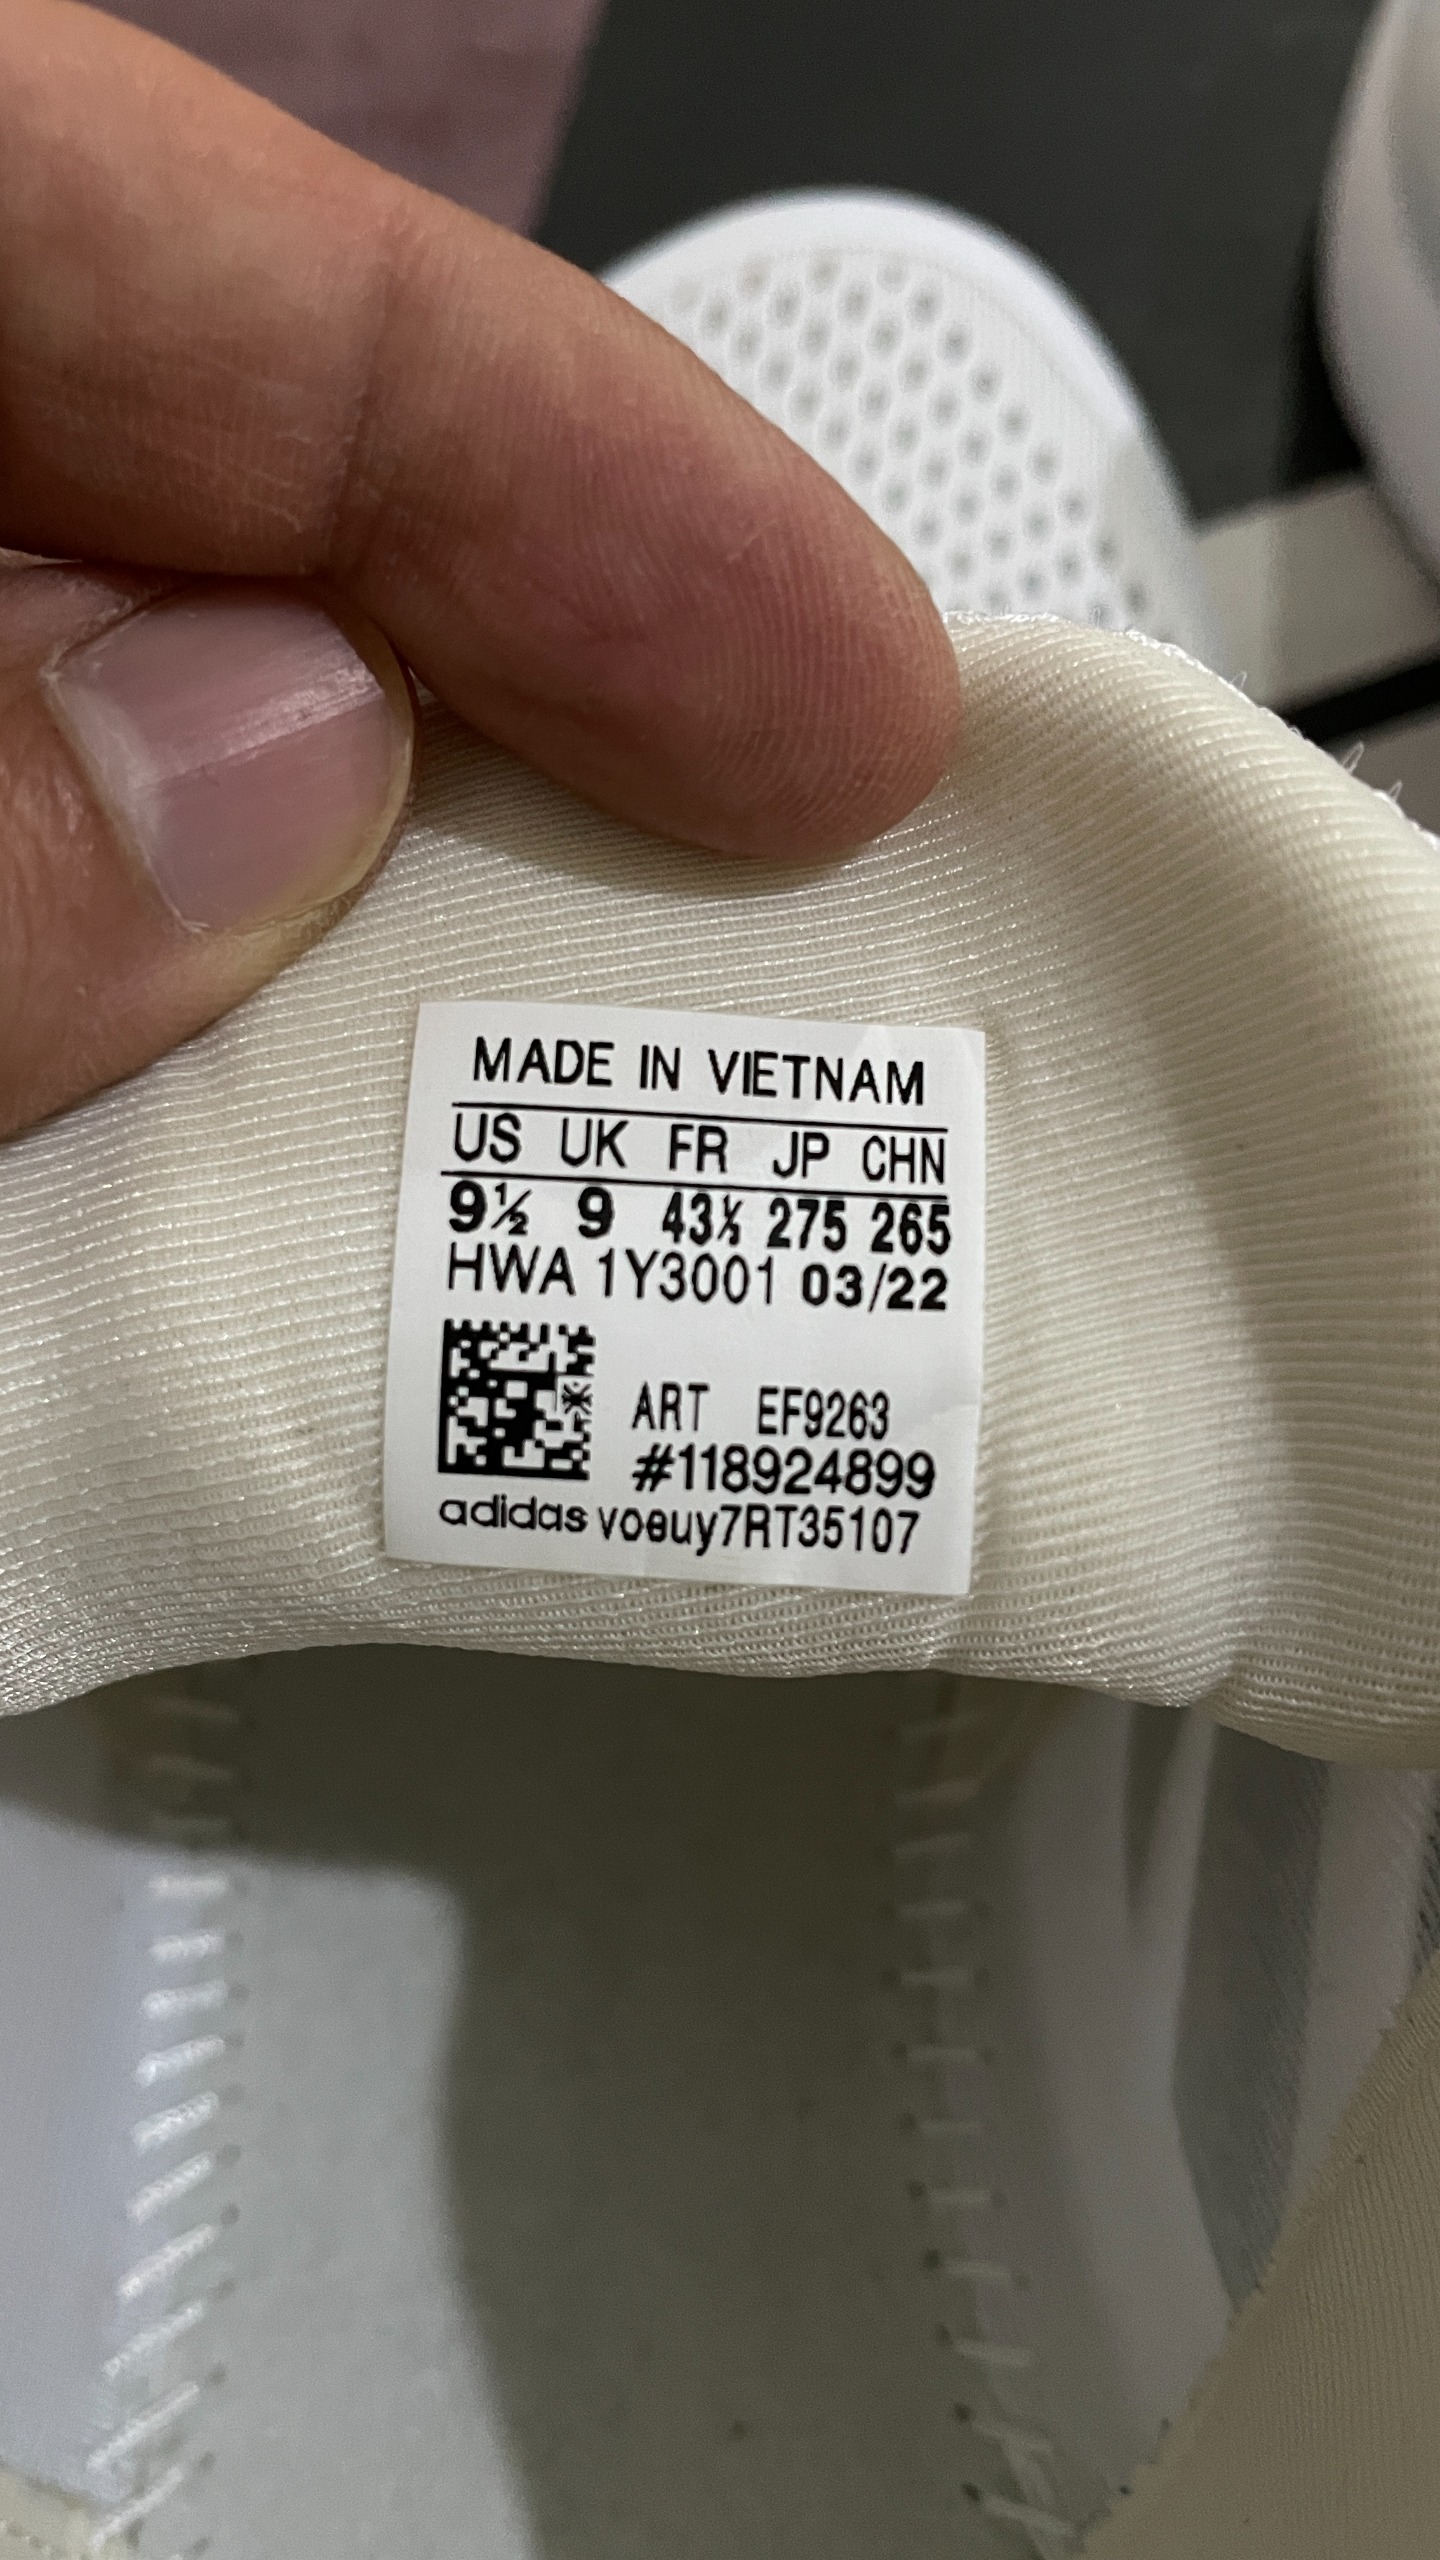 MADE IN VIETNAM
US UK FR JP CHN
9½ 9 43⅓ 275 265
HWA 1Y3001 03/22
ART EF9263
#118924899
adidas voeuy7RT35107